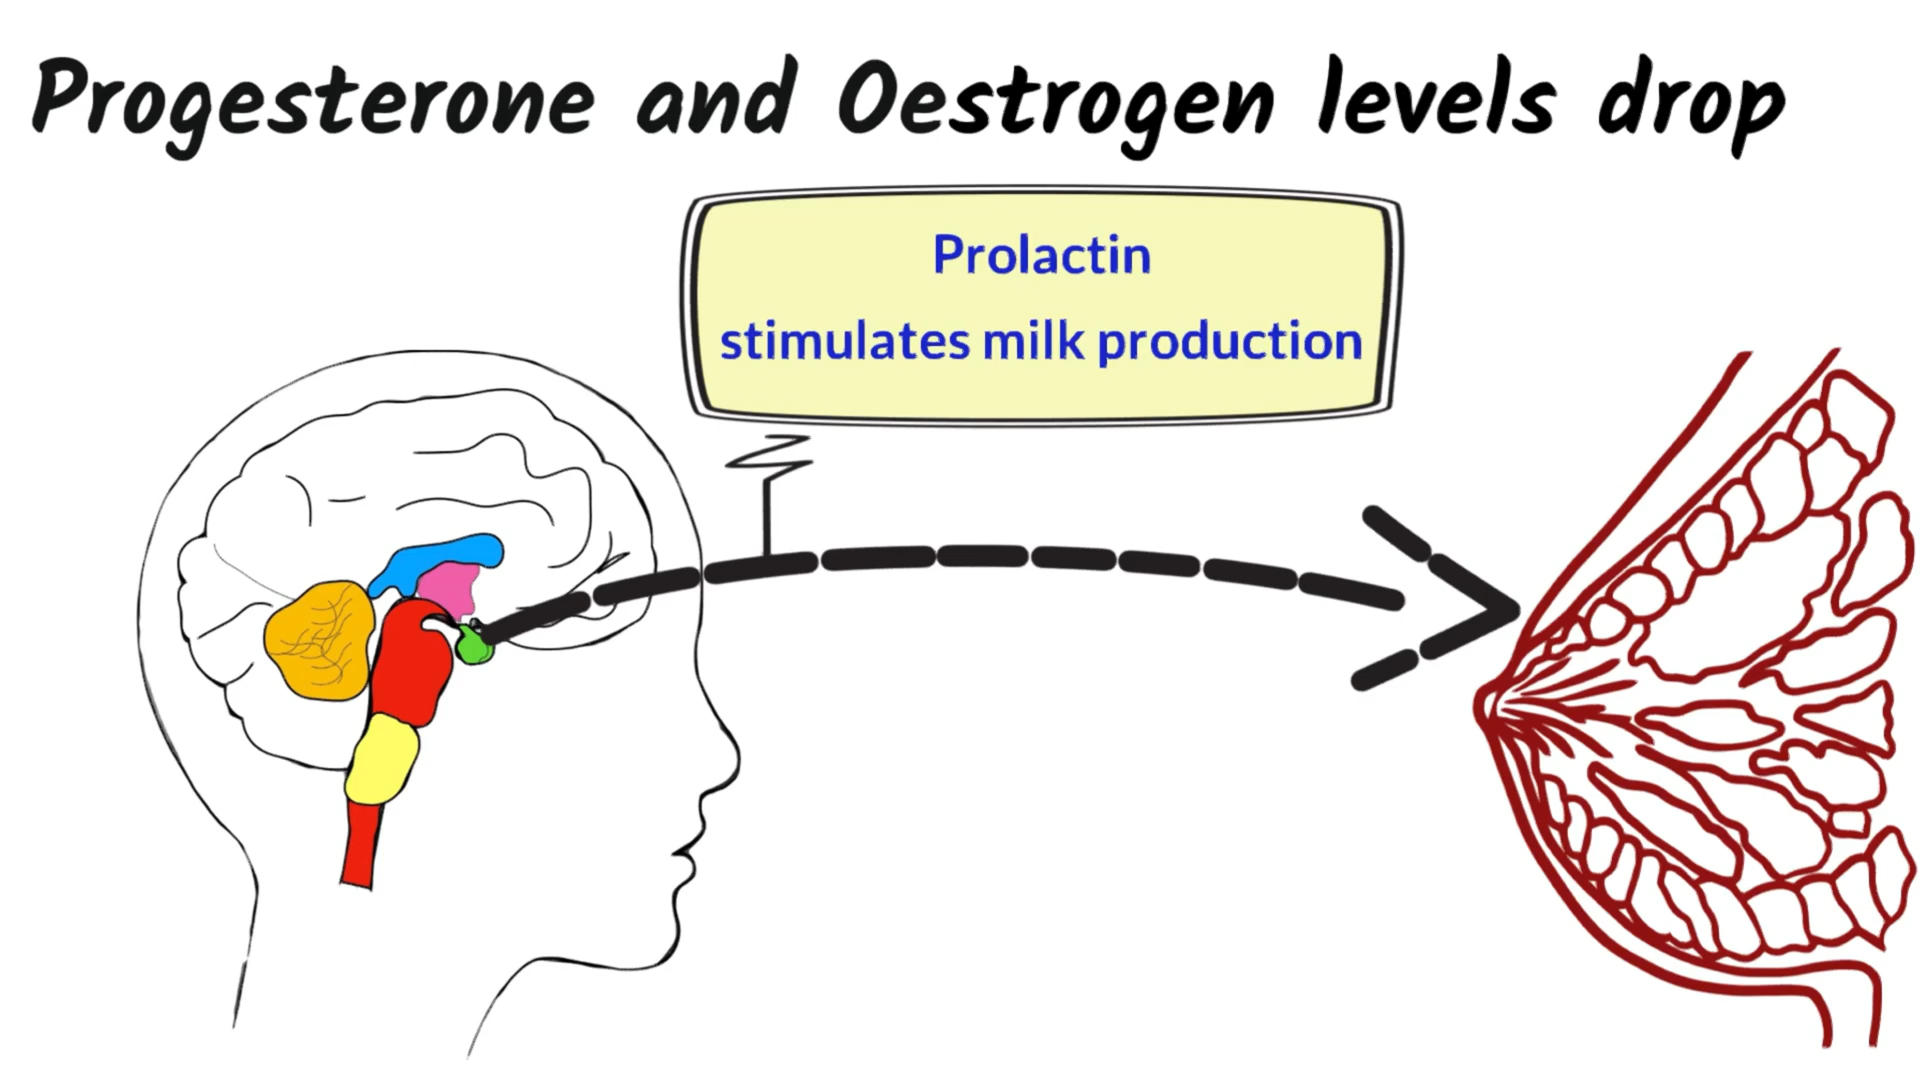 Progesterone and Oestrogen levels drop
Prolactin
stimulates milk production